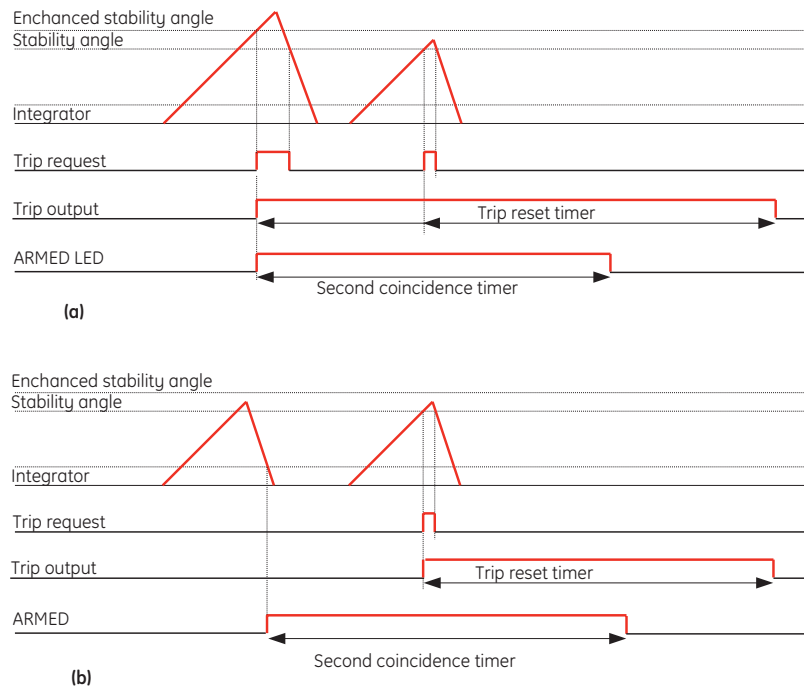 Enchanced stability angle
Stability angle
Integrator
Trip request
Trip output
Trip reset timer
ARMED LED
Second coincidence timer
(a)
Enchanced stability angle
Stability angle
Integrator
Trip request
Trip output
Trip reset timer
ARMED
Second coincidence timer
(b)